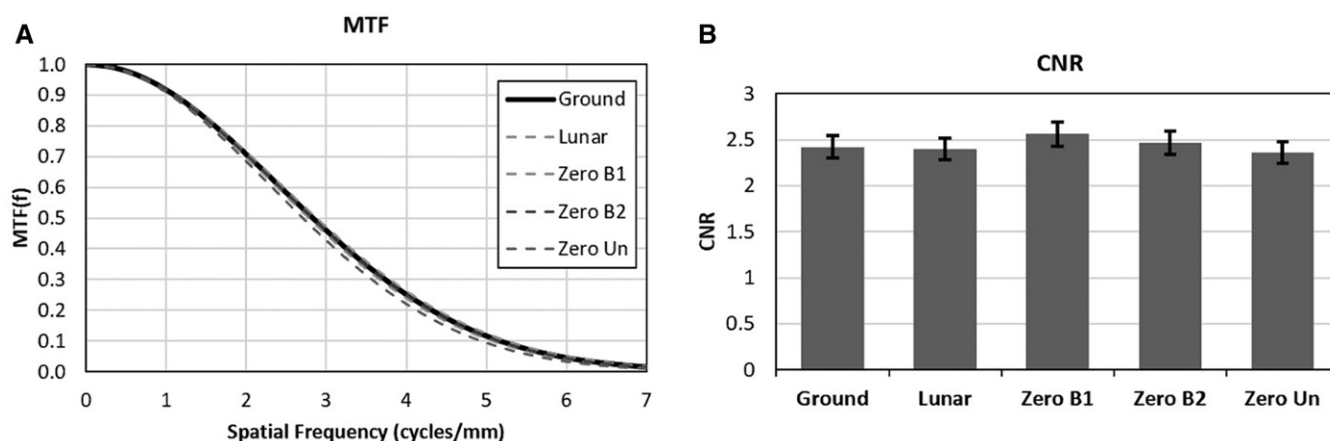 A
MTF
MTF(f)
1.0
0.9
0.8
0.7
0.6
0.5
0.4
0.3
0.2
0.1
0.0
0 1 2 3 4 5 6 7
Spatial Frequency (cycles/mm)
Ground
Lunar
Zero B1
Zero B2
Zero Un
B
CNR
CNR
3
2.5
2
1.5
1
0.5
0
Ground Lunar Zero B1 Zero B2 Zero Un